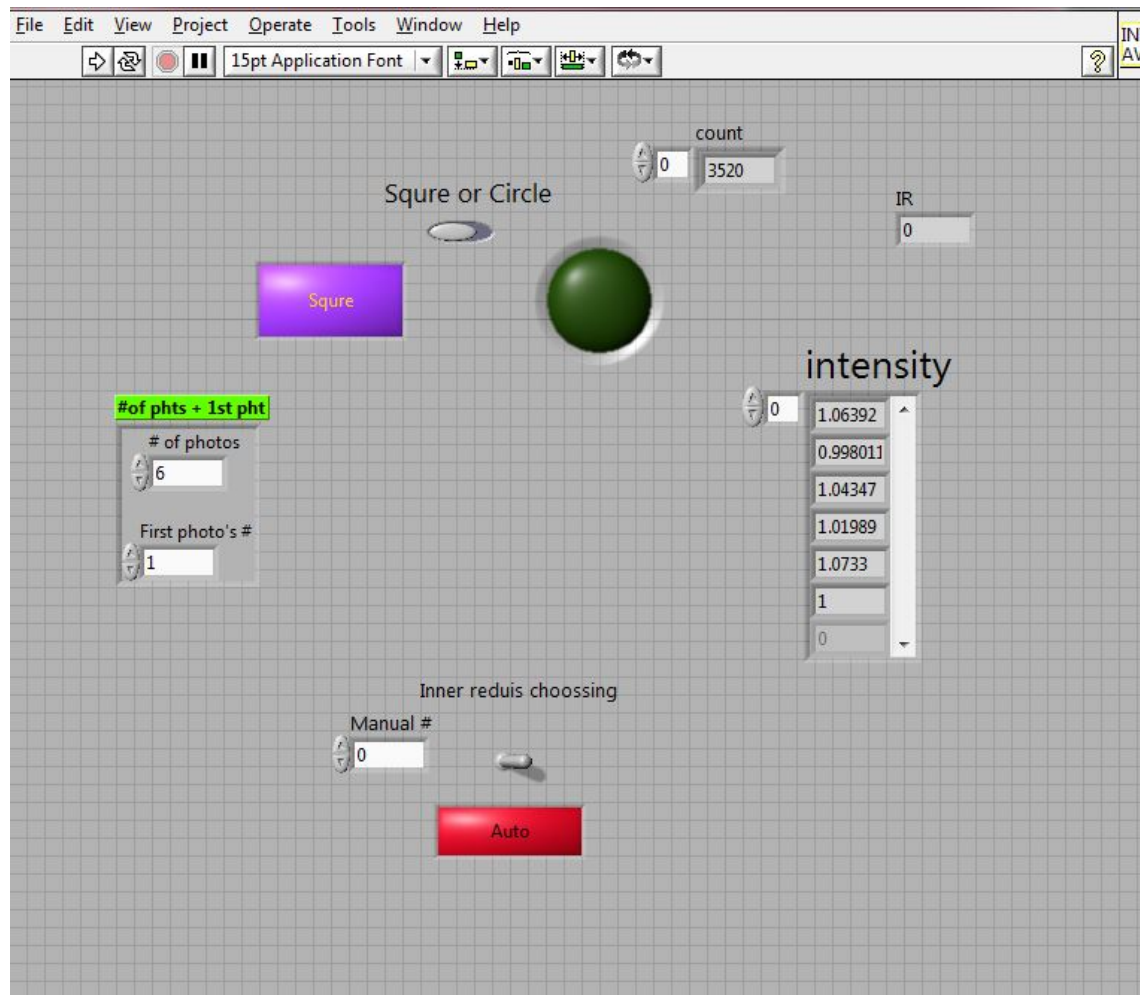 File Edit View Project Operate Tools Window Help
15pt Application Font
?
IN
AV
count
0
3520
Squre or Circle
IR
0
Squre
intensity
0
1.06392
0.998011
1.04347
1.01989
1.0733
1
0
#of phts + 1st pht
# of photos
6
First photo's #
1
Inner reduis choossing
Manual #
0
Auto